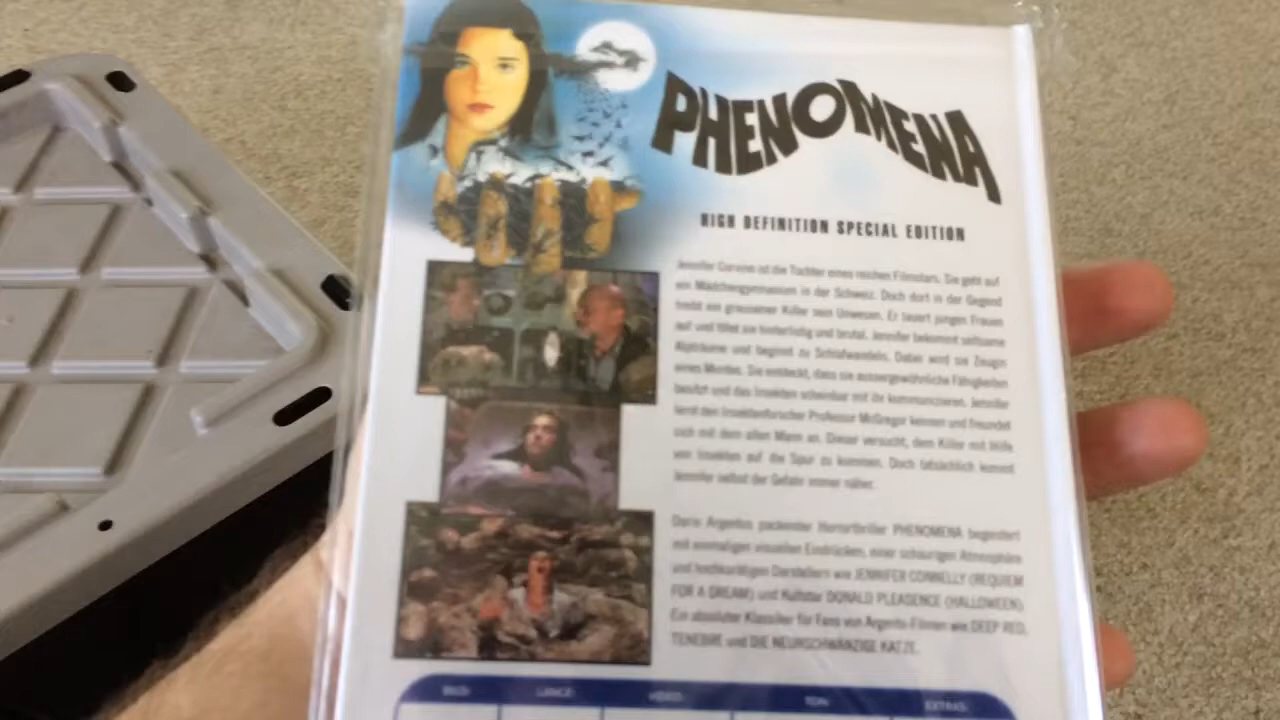 PHENOMENA
HIGH DEFINITION SPECIAL EDITION
Jennifer Corvino ist die Tochter eines reichen Filmstars. Sie geht auf
ein Mädchengymnasium in der Schweiz. Doch dort in der Gegend
treibt ein grausamer Killer sein Unwesen. Er lauert jungen Frauen
auf und tötet sie hinterlistig und brutal. Jennifer bekommt seltsame
Alpträume und beginnt zu Schlafwandeln. Dabei wird sie Zeugin
eines Mordes. Sie entdeckt, dass sie aussergewöhnliche Fähigkeiten
besitzt und das Insekten scheinbar mit ihr kommunizieren. Jennifer
lernt den Insektenforscher Professor McGregor kennen und freundet
sich mit dem alten Mann an. Dieser versucht, dem Killer mit Hilfe
von Insekten auf die Spur zu kommen. Doch tatsächlich kommt
Jennifer selbst der Gefahr immer näher.
Dario Argentos packender Horrorthriller PHENOMENA begeistert
mit einmaligen visuellen Eindrücken, einer schaurigen Atmosphäre
und hochkarätigen Darstellern wie JENNIFER CONNELLY (REQUIEM
FOR A DREAM) und Kultstar DONALD PLEASENCE (HALLOWEEN).
Ein absoluter Klassiker für Fans von Argento-Filmen wie DEEP RED,
TENEBRE und DIE NEUNSCHWÄNZIGE KATZE.
BILD: LÄNGE: VIDEO: TON: EXTRAS: